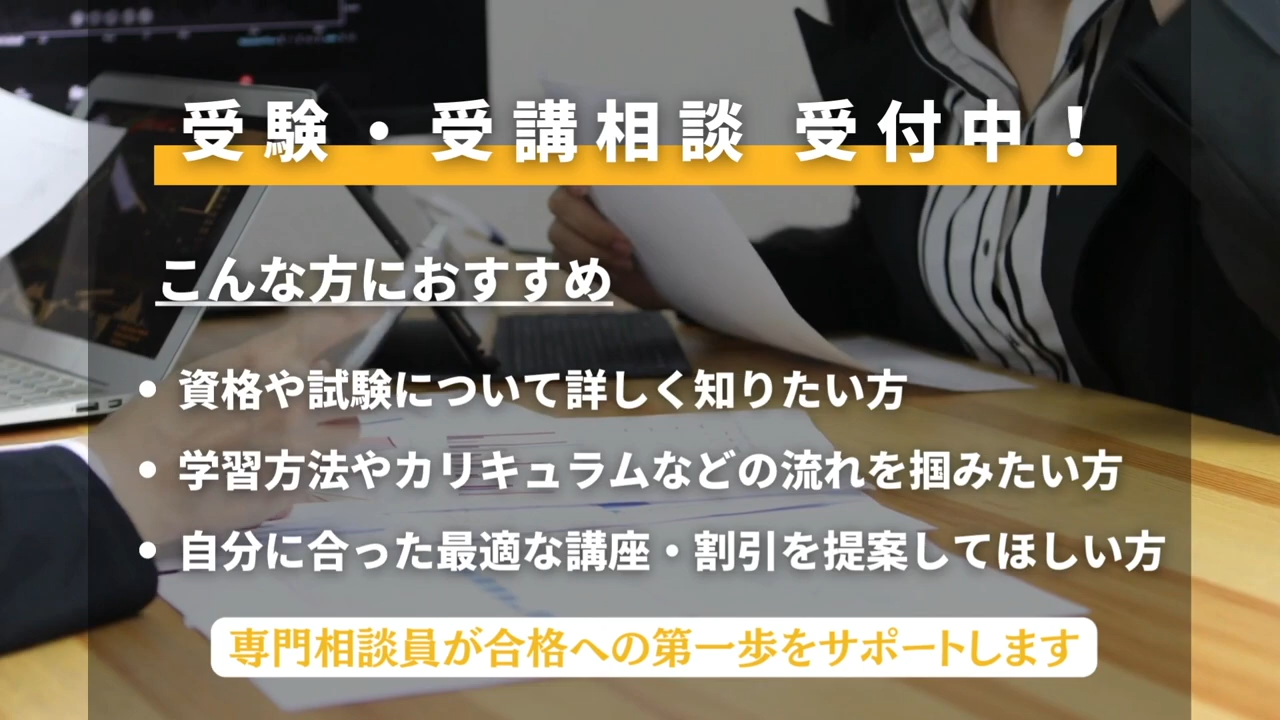 受験・受講相談 受付中！
こんな方におすすめ
• 資格や試験について詳しく知りたい方
• 学習方法やカリキュラムなどの流れを掴みたい方
• 自分に合った最適な講座・割引を提案してほしい方
専門相談員が合格への第一歩をサポートします